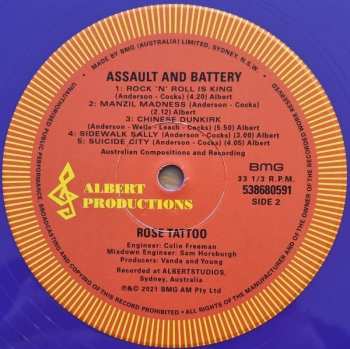 MADE BY BMG (AUSTRALIA) LIMITED, SYDNEY, N.S.W.
ASSAULT AND BATTERY
1: ROCK 'N' ROLL IS KING
(Anderson - Cocks) (4.20) Albert
2: MANZIL MADNESS (Anderson - Cocks)
(2.12) Albert
3: CHINESE DUNKIRK
(Anderson - Wells - Leach - Cocks) (5.50) Albert
4: SIDEWALK SALLY (Anderson - Cocks) (3.00) Albert
5: SUICIDE CITY (Anderson - Cocks) (4.05) Albert
Australian Compositions and Recording
ALBERT
PRODUCTIONS
BMG
33 1/3 R.P.M.
538680591
SIDE 2
ROSE TATTOO
Engineer: Colin Freeman
Mixdown Engineer: Sam Horsburgh
Producers: Vanda and Young
Recorded at ALBERT STUDIOS,
Sydney, Australia
℗ & © 2021 BMG AM Pty Ltd
UNAUTHORISED PUBLIC PERFORMANCE BROADCASTING AND COPYING OF THIS RECORD PROHIBITED • ALL RIGHTS OF THE MANUFACTURER AND OF THE OWNER OF THE RECORDED WORK RESERVED